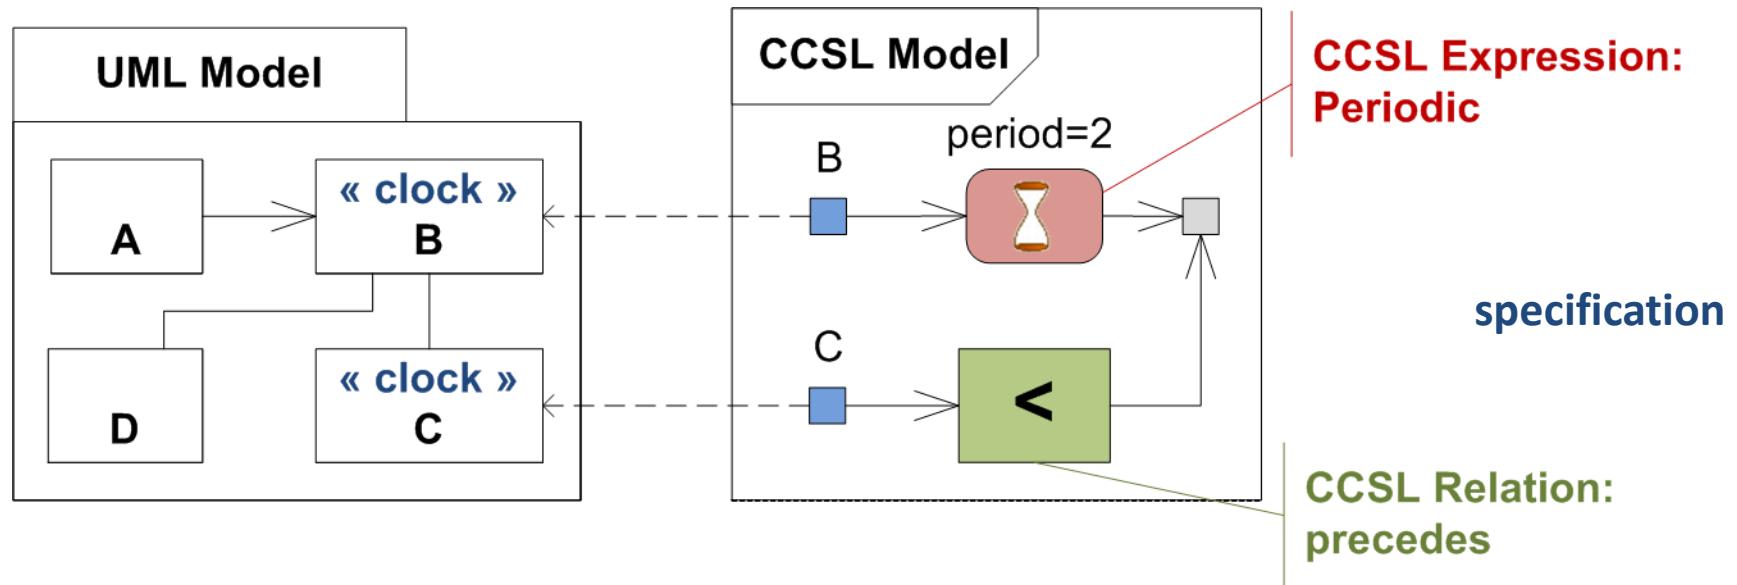 UML Model
A
« clock »
B
D
« clock »
C
CCSL Model
B
period=2
C
<
CCSL Expression:
Periodic
specification
CCSL Relation:
precedes